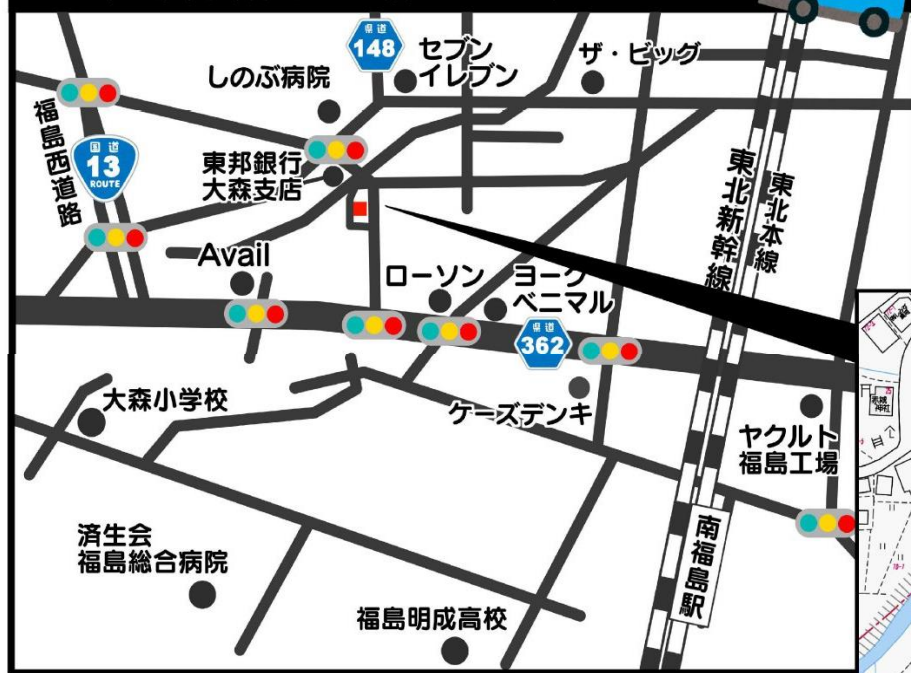 県道
148
セブン
イレブン
ザ・ビッグ
しのぶ病院
福島西道路
国道
13
ROUTE
東邦銀行
大森支店
東北新幹線
東北本線
Avail
ローソン
ヨーク
ベニマル
県道
362
大森小学校
ケーズデンキ
ヤクルト
福島工場
済生会
福島総合病院
南福島駅
福島明成高校